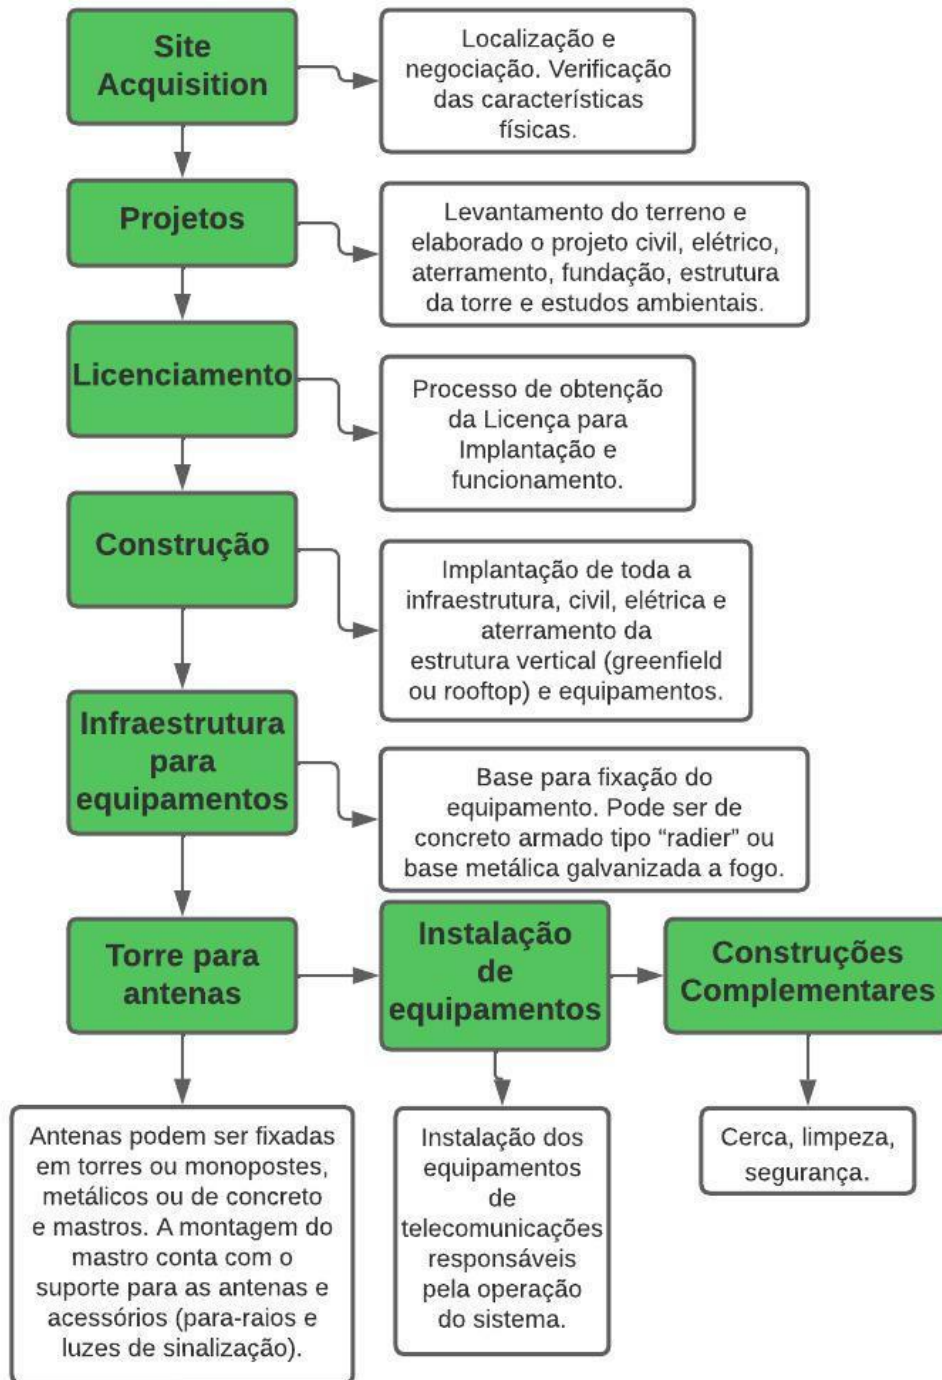 Site
Acquisition
Localização e
negociação. Verificação
das características
físicas.
Projetos
Levantamento do terreno e
elaborado o projeto civil, elétrico,
aterramento, fundação, estrutura
da torre e estudos ambientais.
Licenciamento
Processo de obtenção
da Licença para
Implantação e
funcionamento.
Construção
Implantação de toda a
infraestrutura, civil, elétrica e
aterramento da
estrutura vertical (greenfield
ou rooftop) e equipamentos.
Infraestrutura
para
equipamentos
Base para fixação do
equipamento. Pode ser de
concreto armado tipo “radier” ou
base metálica galvanizada a fogo.
Torre para
antenas
Instalação
de
equipamentos
Construções
Complementares
Antenas podem ser fixadas
em torres ou monopostes,
metálicos ou de concreto
e mastros. A montagem do
mastro conta com o
suporte para as antenas e
acessórios (para-raios e
luzes de sinalização).
Instalação dos
equipamentos
de
telecomunicações
responsáveis
pela operação
do sistema.
Cerca, limpeza,
segurança.